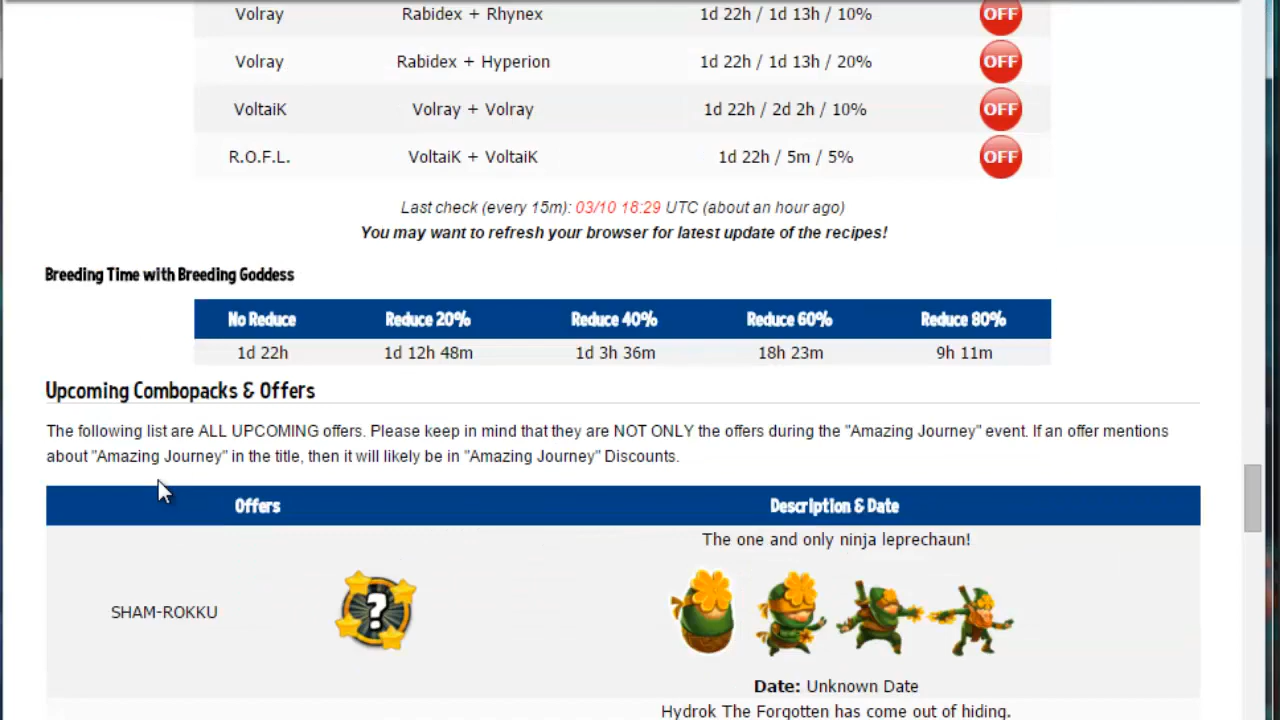 Volray Rabidex + Rhynex 1d 22h / 1d 13h / 10% OFF
Volray Rabidex + Hyperion 1d 22h / 1d 13h / 20% OFF
VoltaiK Volray + Volray 1d 22h / 2d 2h / 10% OFF
R.O.F.L. VoltaiK + VoltaiK 1d 22h / 5m / 5% OFF
Last check (every 15m): 03/10 18:29 UTC (about an hour ago)
You may want to refresh your browser for latest update of the recipes!
Breeding Time with Breeding Goddess
No Reduce Reduce 20% Reduce 40% Reduce 60% Reduce 80%
1d 22h 1d 12h 48m 1d 3h 36m 18h 23m 9h 11m
Upcoming Combopacks & Offers
The following list are ALL UPCOMING offers. Please keep in mind that they are NOT ONLY the offers during the "Amazing Journey" event. If an offer mentions
about "Amazing Journey" in the title, then it will likely be in "Amazing Journey" Discounts.
Offers Description & Date
The one and only ninja leprechaun!
SHAM-ROKKU ?
Date: Unknown Date
Hydrok The Forgotten has come out of hiding.